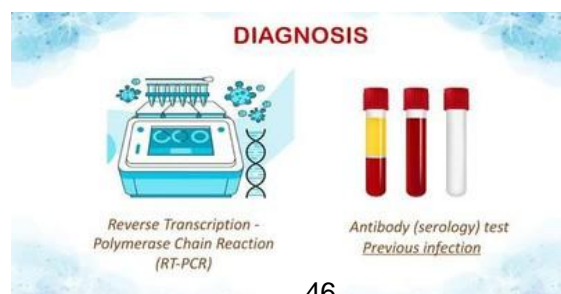 DIAGNOSIS
Reverse Transcription -
Polymerase Chain Reaction
(RT-PCR)
Antibody (serology) test
Previous infection
46